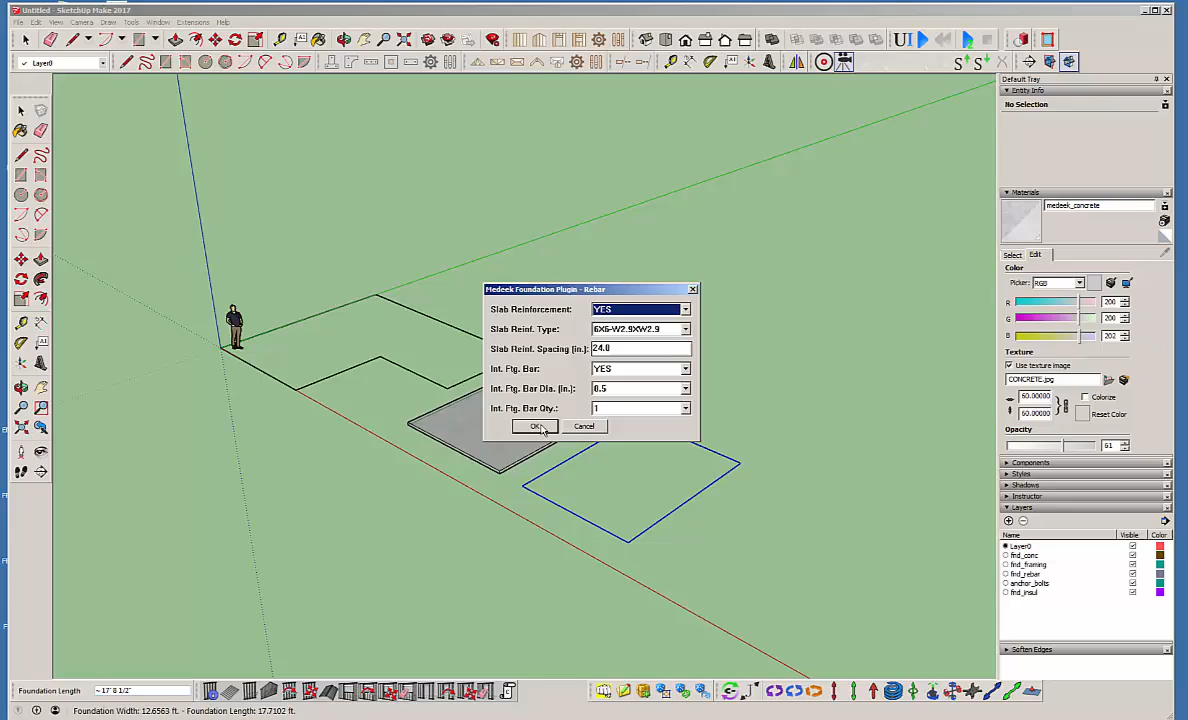 Untitled - SketchUp Make 2017
File Edit View Camera Draw Tools Window Extensions Help
UI
Layer0
Default Tray
Entity Info
No Selection
Materials
medeek_concrete
Select Edit
Color
Picker: RGB
R 200
G 200
B 202
Texture
Use texture image
CONCRETE.jpg
60.00000 Colorize
60.00000 Reset Color
Opacity
61
Components
Styles
Shadows
Instructor
Layers
Name Visible Color
Layer0
fnd_conc
fnd_framing
fnd_rebar
anchor_bolts
fnd_insul
Soften Edges
Medeek Foundation Plugin - Rebar
Slab Reinforcement: YES
Slab Reinf. Type: 6X6-W2.9XW2.9
Slab Reinf. Spacing (in.): 24.0
Int. Ftg. Bar: YES
Int. Ftg. Bar Dia. (in.): 0.5
Int. Ftg. Bar Qty.: 1
OK Cancel
Foundation Length ~ 17' 8 1/2"
Foundation Width: 12.6563 ft. - Foundation Length: 17.7102 ft.